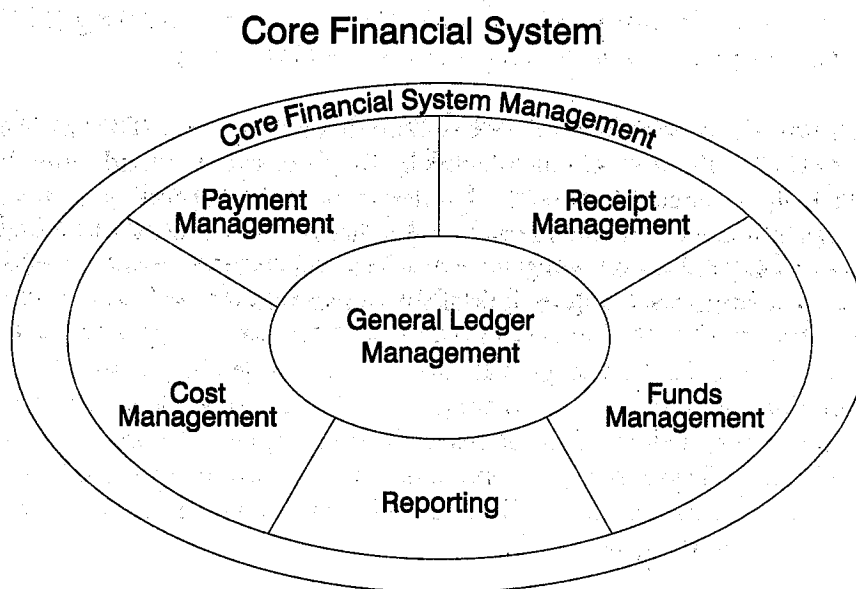 Core Financial System
Core Financial System Management
Payment
Management
Receipt
Management
General Ledger
Management
Cost
Management
Funds
Management
Reporting